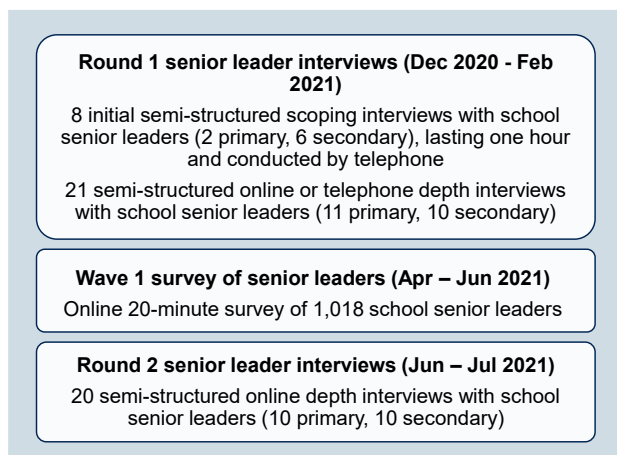 Round 1 senior leader interviews (Dec 2020 - Feb
2021)
8 initial semi-structured scoping interviews with school
senior leaders (2 primary, 6 secondary), lasting one hour
and conducted by telephone
21 semi-structured online or telephone depth interviews
with school senior leaders (11 primary, 10 secondary)
Wave 1 survey of senior leaders (Apr – Jun 2021)
Online 20-minute survey of 1,018 school senior leaders
Round 2 senior leader interviews (Jun – Jul 2021)
20 semi-structured online depth interviews with school
senior leaders (10 primary, 10 secondary)